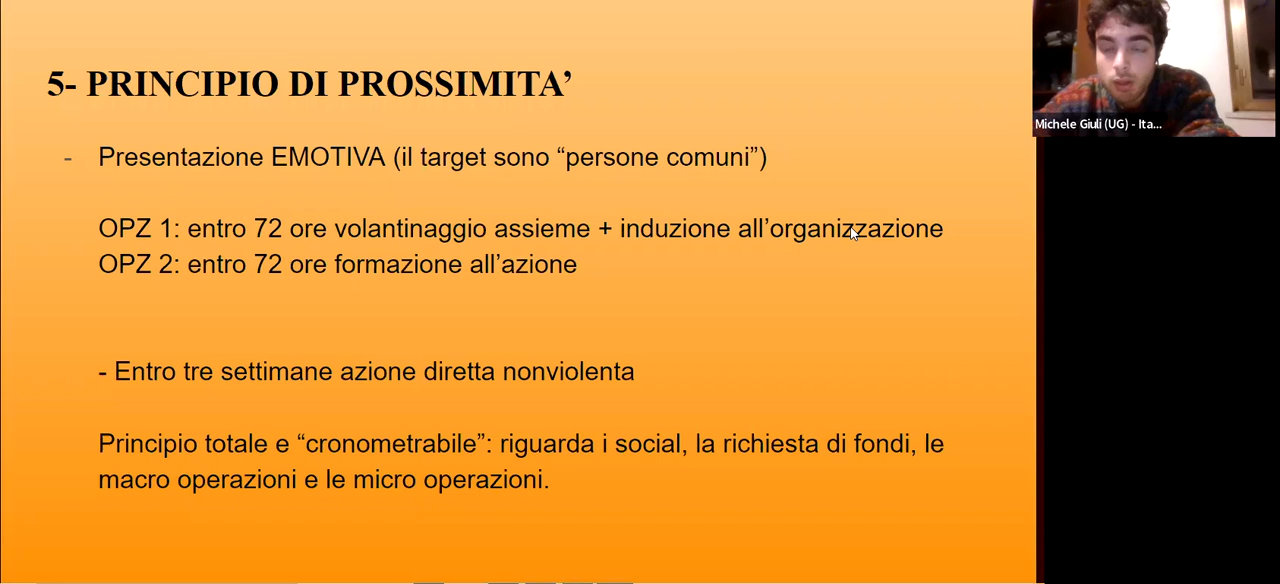 5- PRINCIPIO DI PROSSIMITA’
Michele Giuli (UG) - Ita...
- Presentazione EMOTIVA (il target sono “persone comuni”)
OPZ 1: entro 72 ore volantinaggio assieme + induzione all’organizzazione
OPZ 2: entro 72 ore formazione all’azione
- Entro tre settimane azione diretta nonviolenta
Principio totale e “cronometrabile”: riguarda i social, la richiesta di fondi, le
macro operazioni e le micro operazioni.